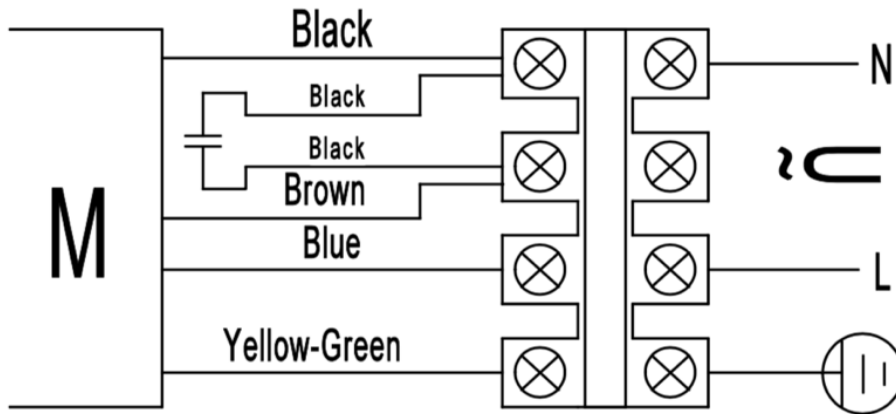 Black
N
Black
Black
~U
Brown
M
Blue
L
Yellow-Green